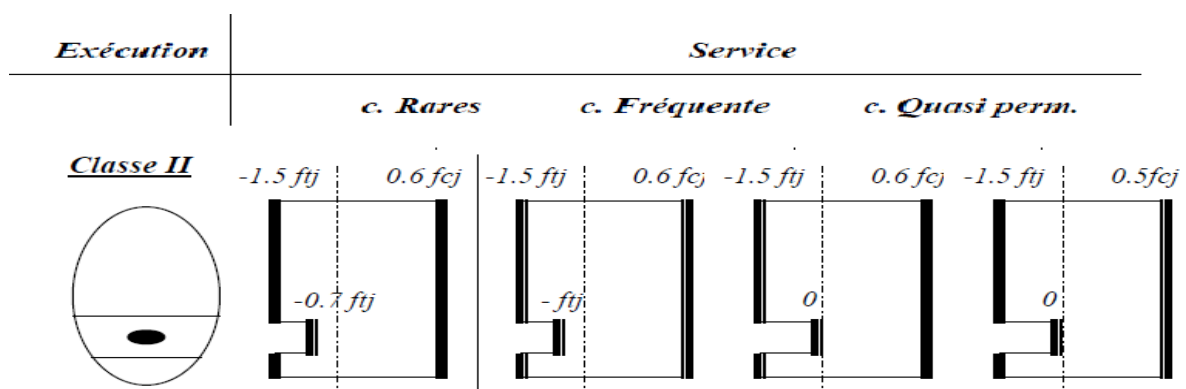 Exécution Service
c. Rares c. Fréquente c. Quasi perm.
Classe II
-1.5 ftj 0.6 fcj -1.5 ftj 0.6 fcj -1.5 ftj 0.6 fcj -1.5 ftj 0.5fcj
-0.7 ftj - ftj 0 0